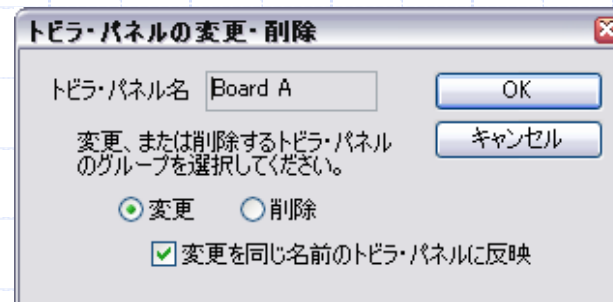 トビラ・パネルの変更・削除
トビラ・パネル名 Board A
OK
変更、または削除するトビラ・パネル
のグループを選択してください。
キャンセル
変更 削除
変更を同じ名前のトビラ・パネルに反映